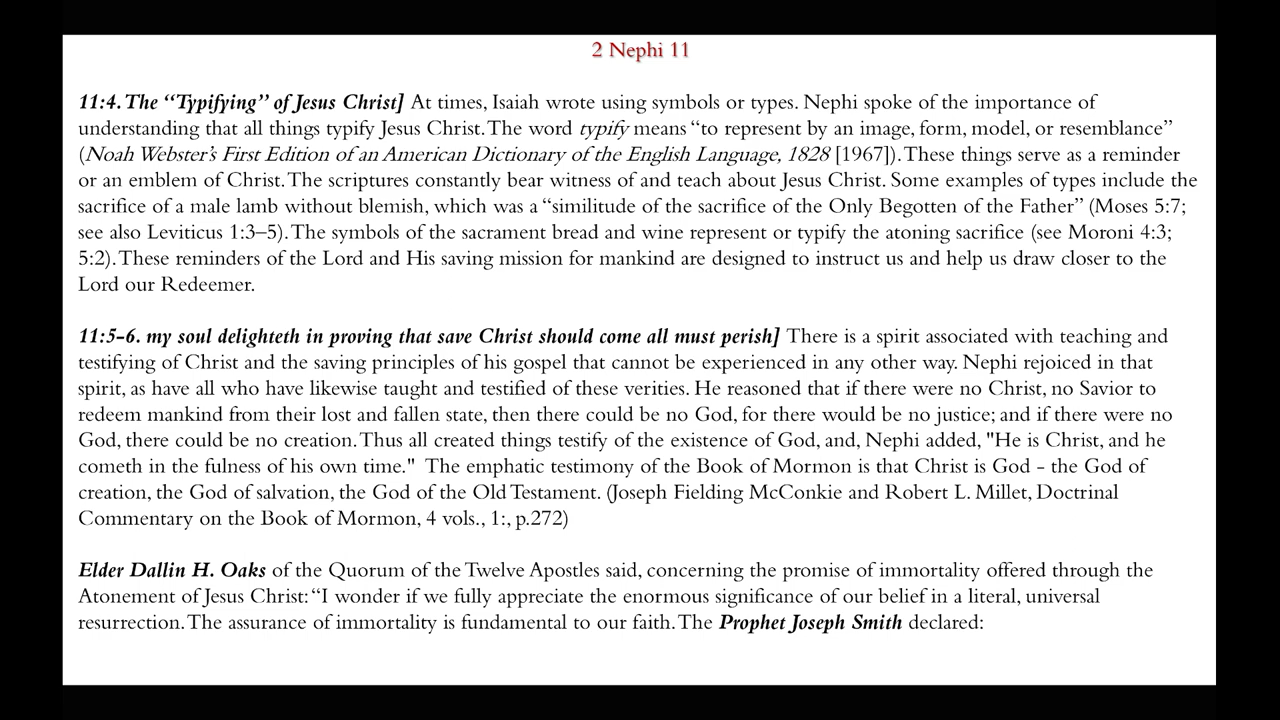 2 Nephi 11
11:4. The “Typifying” of Jesus Christ] At times, Isaiah wrote using symbols or types. Nephi spoke of the importance of
understanding that all things typify Jesus Christ. The word typify means “to represent by an image, form, model, or resemblance”
(Noah Webster’s First Edition of an American Dictionary of the English Language, 1828 [1967]). These things serve as a reminder
or an emblem of Christ. The scriptures constantly bear witness of and teach about Jesus Christ. Some examples of types include the
sacrifice of a male lamb without blemish, which was a “similitude of the sacrifice of the Only Begotten of the Father” (Moses 5:7;
see also Leviticus 1:3–5). The symbols of the sacrament bread and wine represent or typify the atoning sacrifice (see Moroni 4:3;
5:2). These reminders of the Lord and His saving mission for mankind are designed to instruct us and help us draw closer to the
Lord our Redeemer.
11:5-6. my soul delighteth in proving that save Christ should come all must perish] There is a spirit associated with teaching and
testifying of Christ and the saving principles of his gospel that cannot be experienced in any other way. Nephi rejoiced in that
spirit, as have all who have likewise taught and testified of these verities. He reasoned that if there were no Christ, no Savior to
redeem mankind from their lost and fallen state, then there could be no God, for there would be no justice; and if there were no
God, there could be no creation. Thus all created things testify of the existence of God, and, Nephi added, "He is Christ, and he
cometh in the fulness of his own time." The emphatic testimony of the Book of Mormon is that Christ is God - the God of
creation, the God of salvation, the God of the Old Testament. (Joseph Fielding McConkie and Robert L. Millet, Doctrinal
Commentary on the Book of Mormon, 4 vols., 1:, p.272)
Elder Dallin H. Oaks of the Quorum of the Twelve Apostles said, concerning the promise of immortality offered through the
Atonement of Jesus Christ: “I wonder if we fully appreciate the enormous significance of our belief in a literal, universal
resurrection. The assurance of immortality is fundamental to our faith. The Prophet Joseph Smith declared: